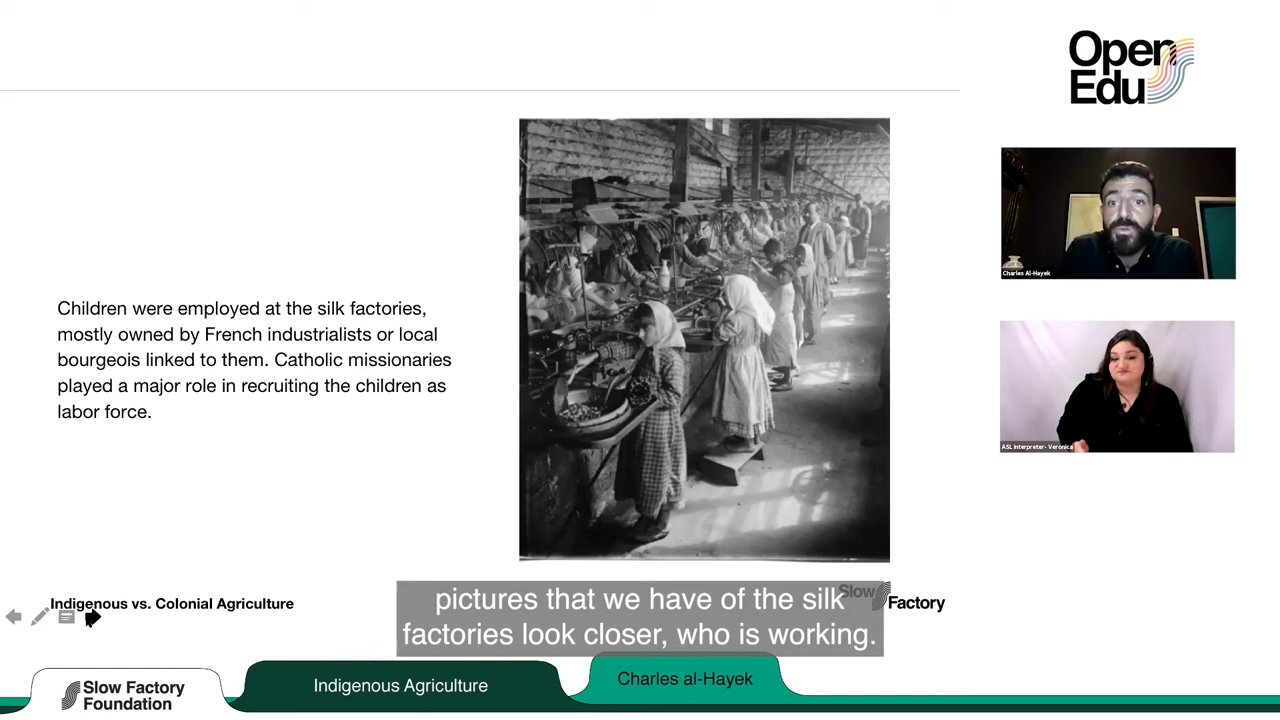 Open
Edu
Charles Al-Hayek
Children were employed at the silk factories,
mostly owned by French industrialists or local
bourgeois linked to them. Catholic missionaries
played a major role in recruiting the children as
labor force.
ASL Interpreter- Veronica
Indigenous vs. Colonial Agriculture
Slow
Factory
pictures that we have of the silk
factories look closer, who is working.
Slow Factory
Foundation
Indigenous Agriculture
Charles al-Hayek